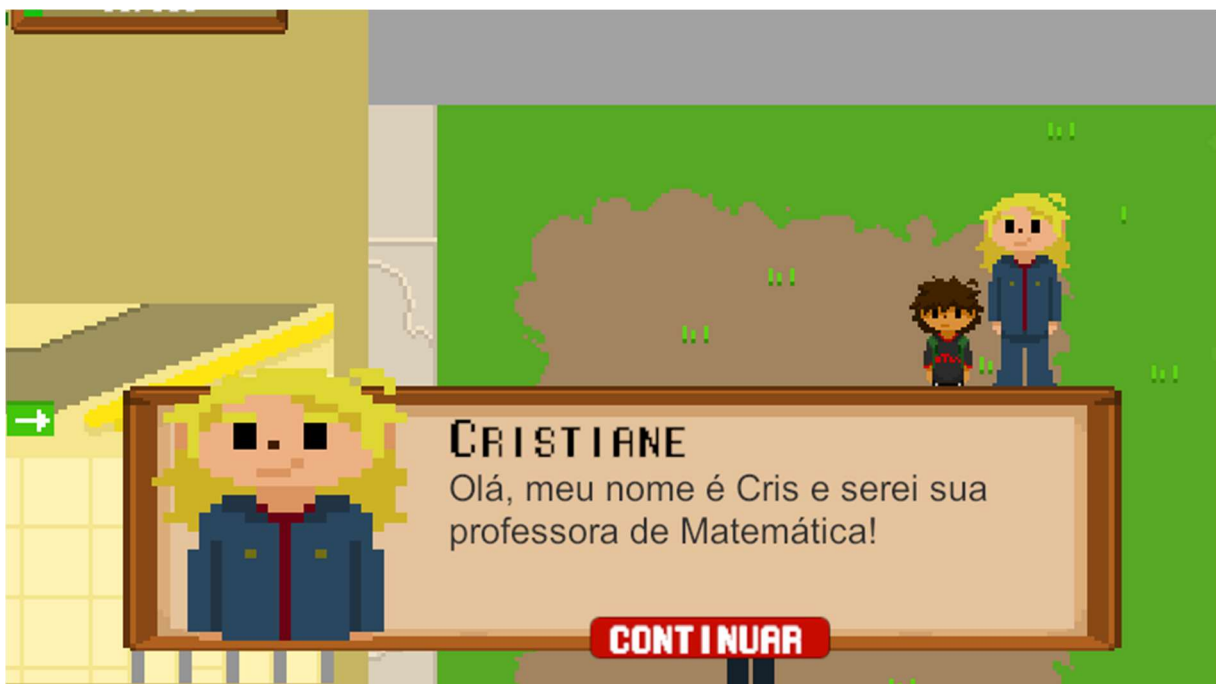 CRISTIANE
Olá, meu nome é Cris e serei sua
professora de Matemática!
CONTINUAR